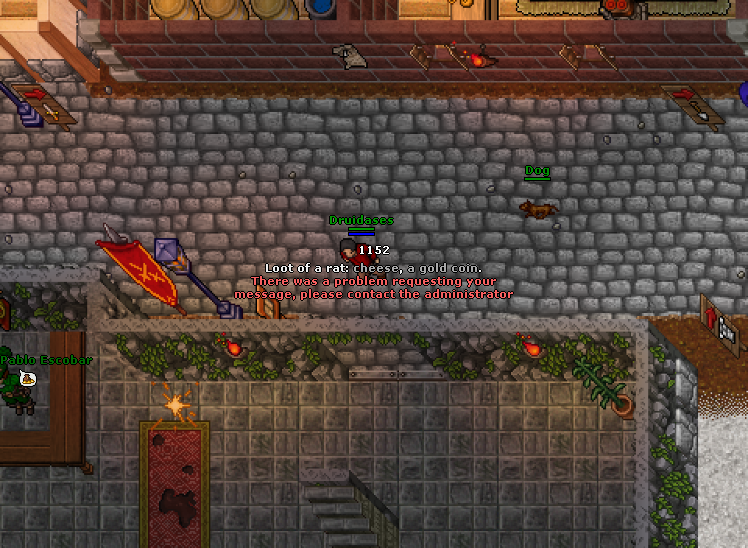 Dog
Druidases
1152
Loot of a rat: cheese, a gold coin.
There was a problem requesting your
message, please contact the administrator
Pablo Escobar